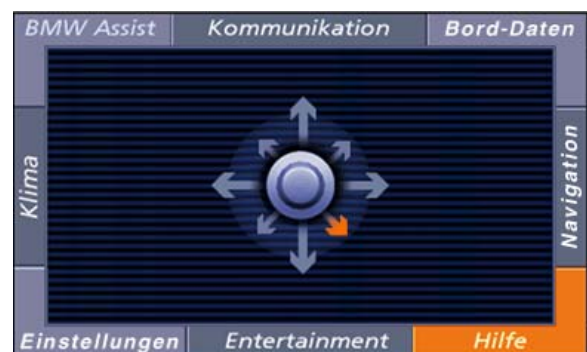 BMW Assist
Kommunikation
Bord-Daten
Klima
Navigation
Einstellungen
Entertainment
Hilfe